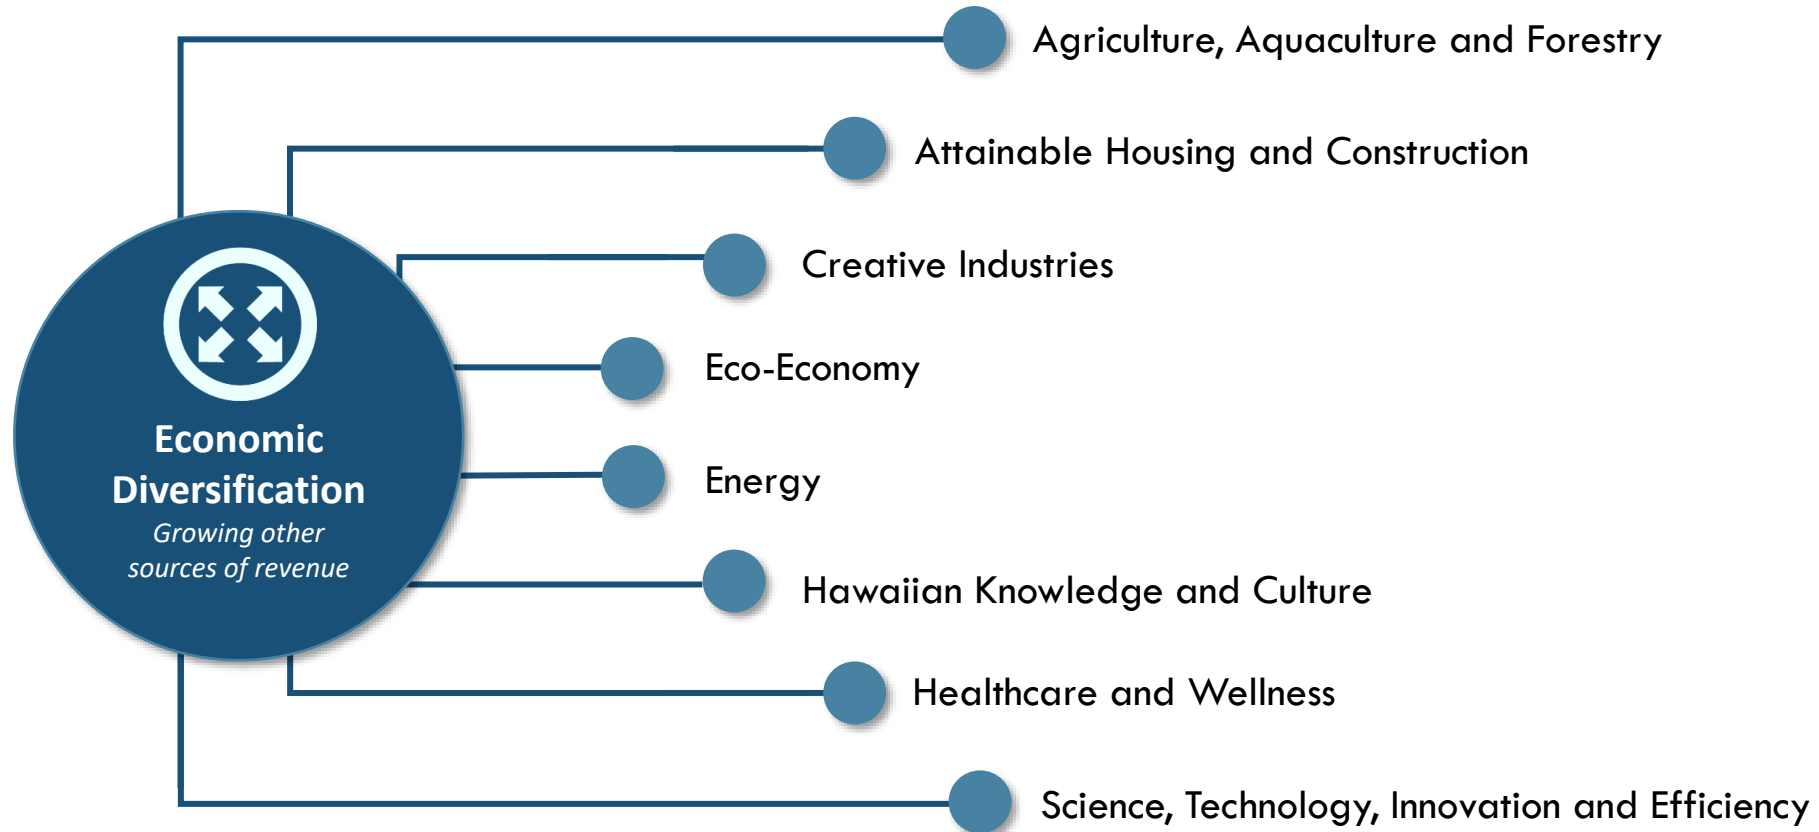 Agriculture, Aquaculture and Forestry
Attainable Housing and Construction
Creative Industries
Eco-Economy
Economic
Diversification
Growing other
sources of revenue
Energy
Hawaiian Knowledge and Culture
Healthcare and Wellness
Science, Technology, Innovation and Efficiency